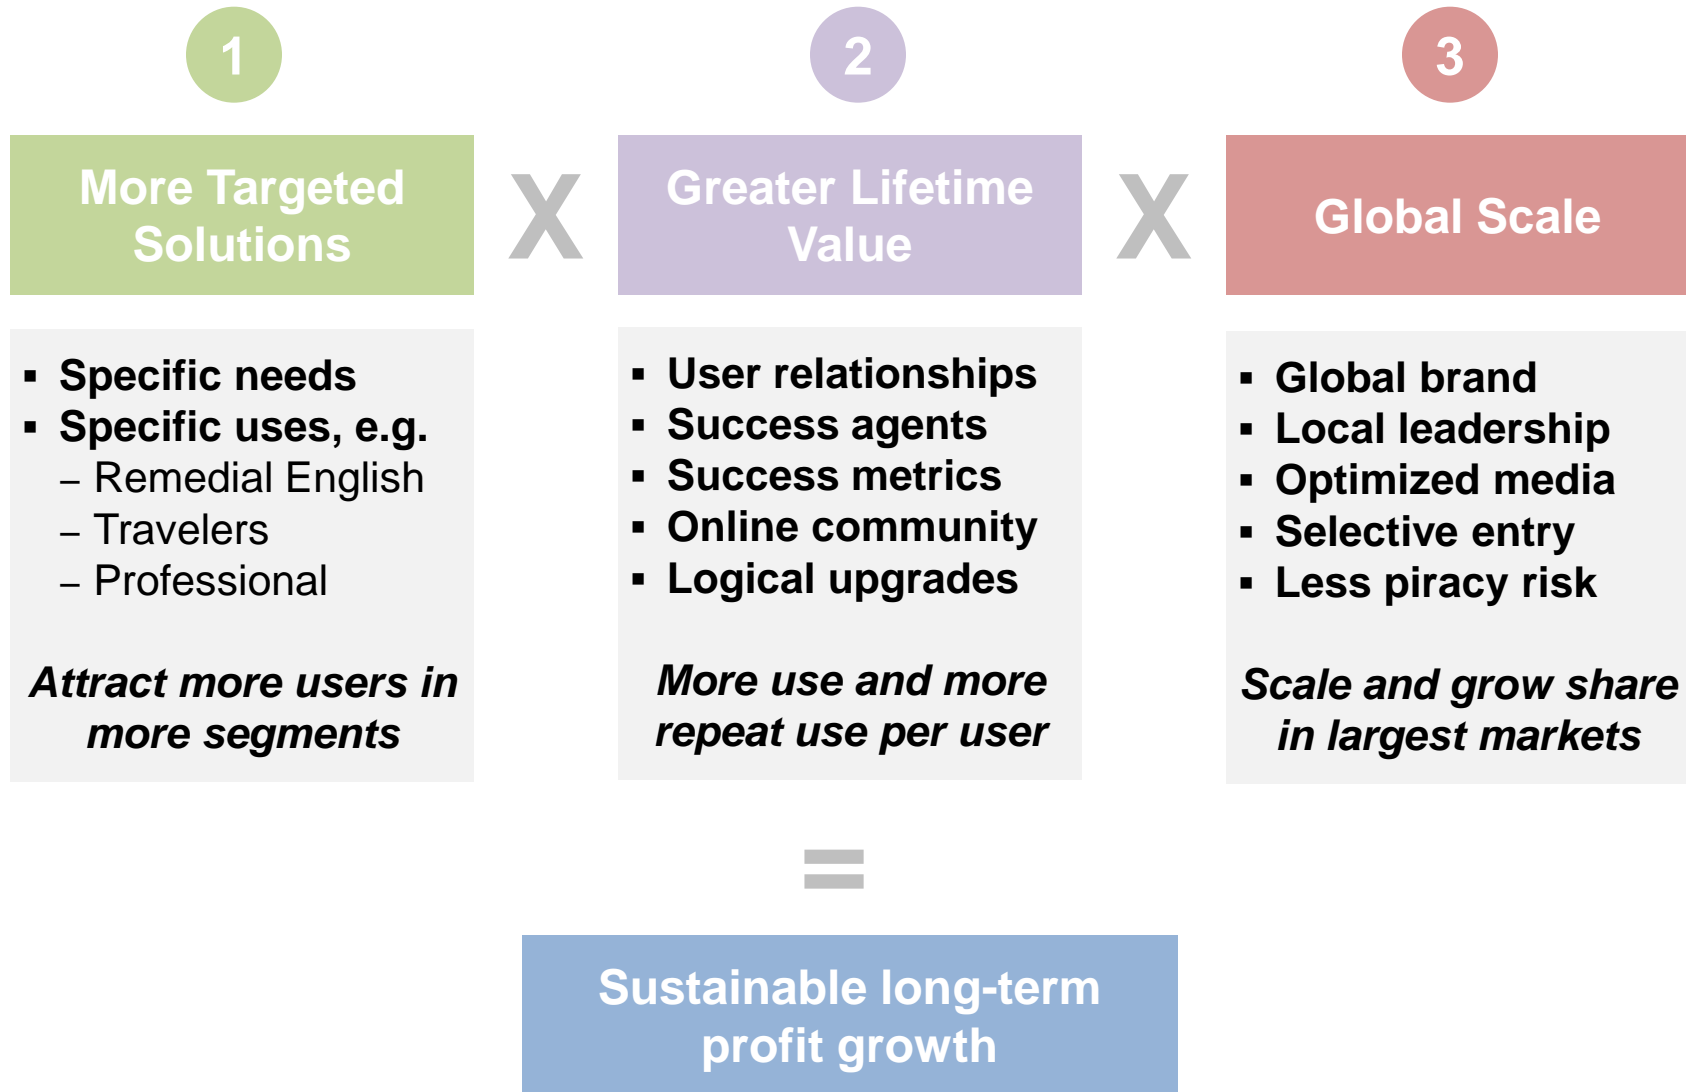 1
More Targeted
Solutions
▪ Specific needs
▪ Specific uses, e.g.
– Remedial English
– Travelers
– Professional
Attract more users in
more segments
X
2
Greater Lifetime
Value
▪ User relationships
▪ Success agents
▪ Success metrics
▪ Online community
▪ Logical upgrades
More use and more
repeat use per user
X
3
Global Scale
▪ Global brand
▪ Local leadership
▪ Optimized media
▪ Selective entry
▪ Less piracy risk
Scale and grow share
in largest markets
=
Sustainable long-term
profit growth